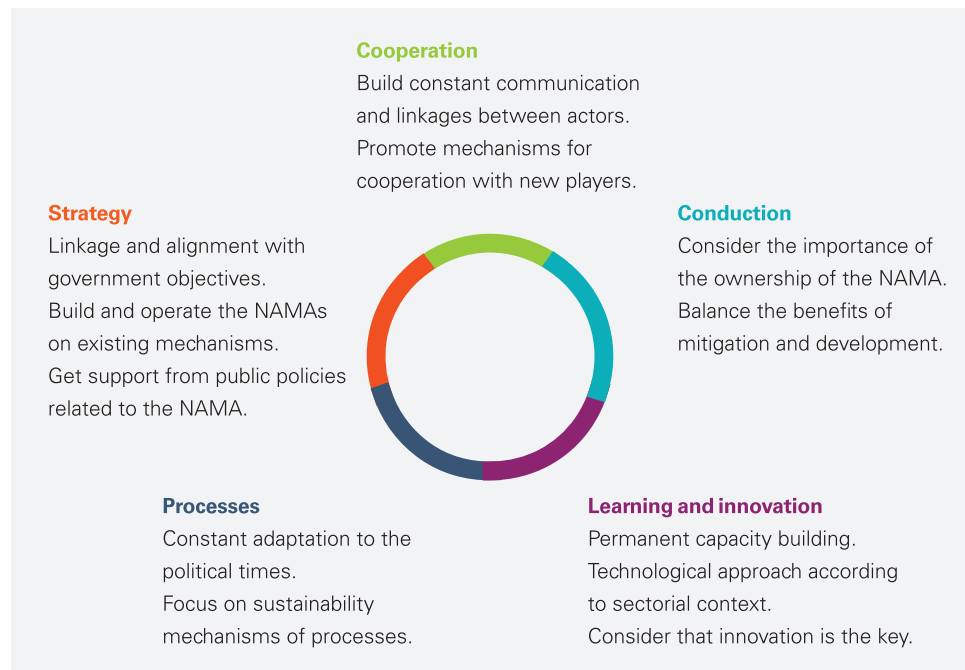 Cooperation
Build constant communication
and linkages between actors.
Promote mechanisms for
cooperation with new players.
Strategy
Linkage and alignment with
government objectives.
Build and operate the NAMAs
on existing mechanisms.
Get support from public policies
related to the NAMA.
Conduction
Consider the importance of
the ownership of the NAMA.
Balance the benefits of
mitigation and development.
Processes
Constant adaptation to the
political times.
Focus on sustainability
mechanisms of processes.
Learning and innovation
Permanent capacity building.
Technological approach according
to sectorial context.
Consider that innovation is the key.